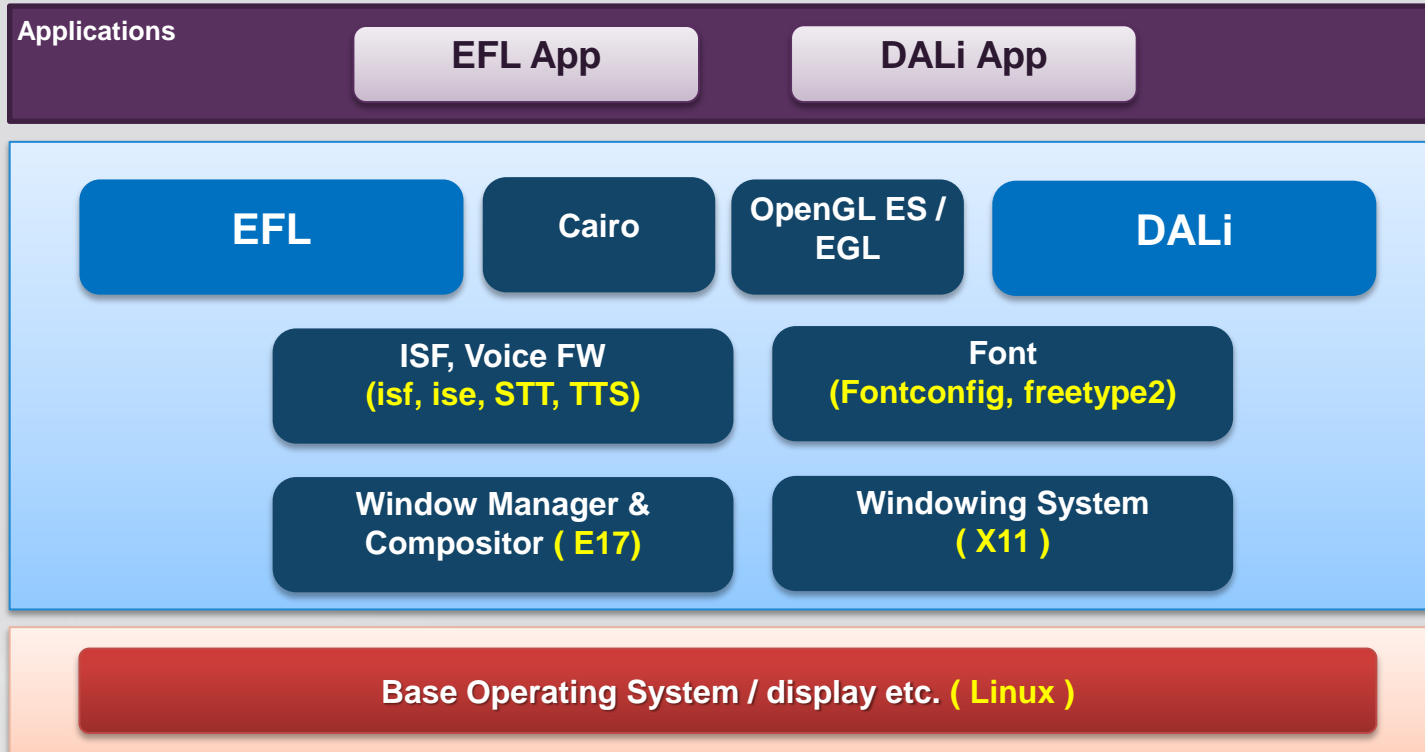 Applications
EFL App
DALi App
EFL
Cairo
OpenGL ES /
EGL
DALi
ISF, Voice FW
(isf, ise, STT, TTS)
Font
(Fontconfig, freetype2)
Window Manager &
Compositor ( E17)
Windowing System
( X11 )
Base Operating System / display etc. ( Linux )